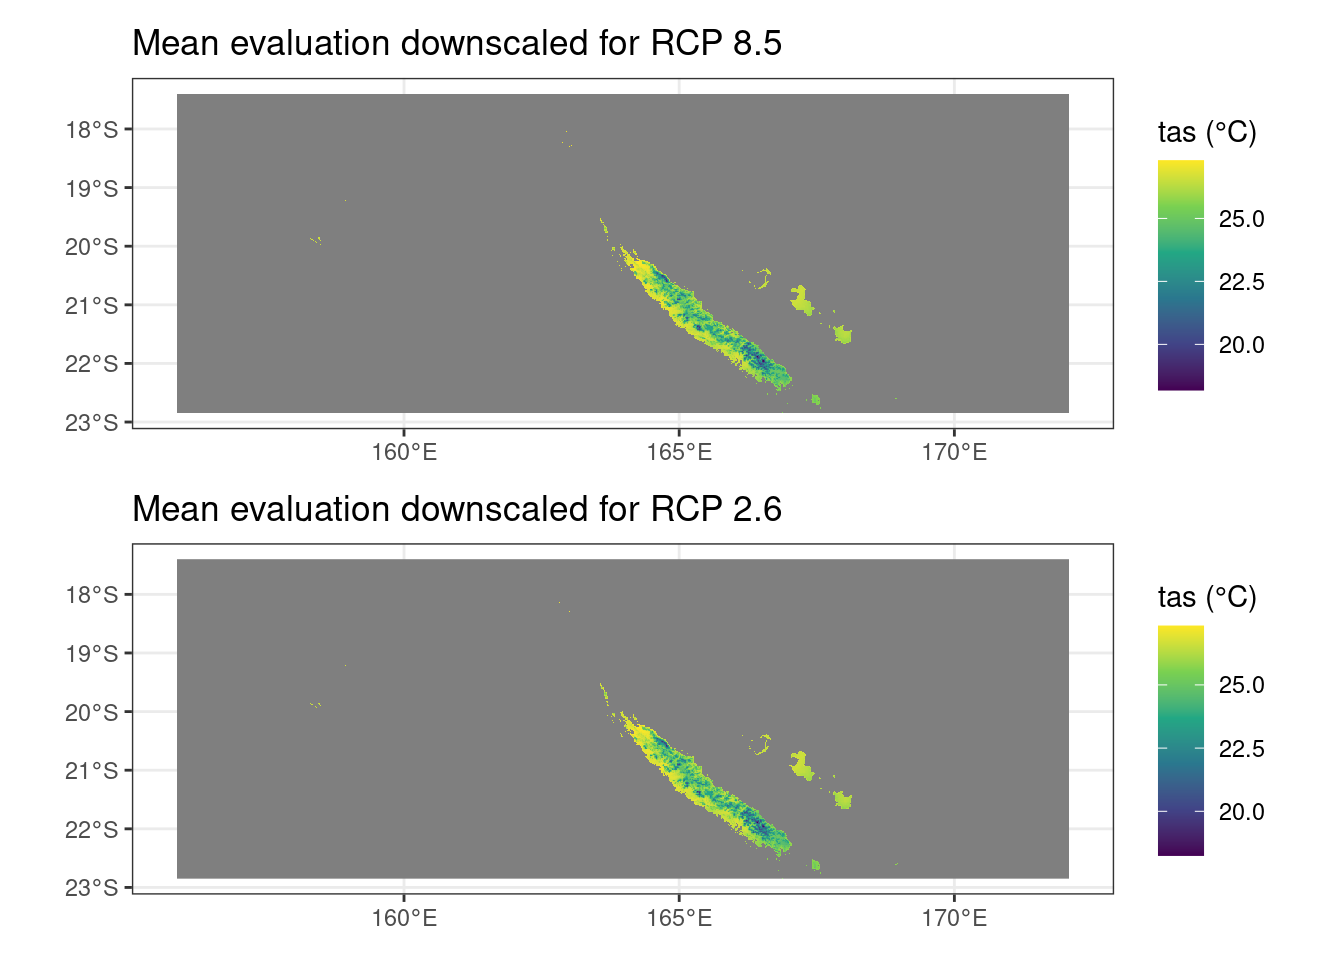 Mean evaluation downscaled for RCP 8.5
18°S
19°S
20°S
21°S
22°S
23°S
160°E
165°E
170°E
tas (°C)
25.0
22.5
20.0
Mean evaluation downscaled for RCP 2.6
18°S
19°S
20°S
21°S
22°S
23°S
160°E
165°E
170°E
tas (°C)
25.0
22.5
20.0